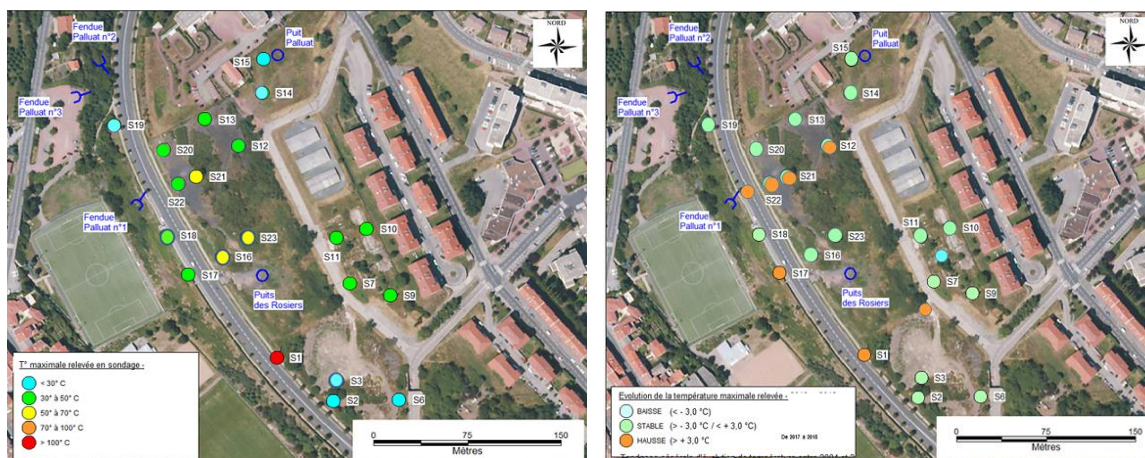 Fendue
Palluat n°2
Puit
Palluat
NORD
S15
Fendue
Palluat n°3
S14
S19
S13
S20
S12
S21
S22
Fendue
Palluat n°1
S18
S23
S10
S11
S16
S17
Puits
des Rosiers
S7
S9
S1
S3
S2
S6
T° maximale relevée en sondage -
< 30° C
30° à 50° C
50° à 70° C
70° à 100° C
> 100° C
0
75
150
Mètres
Fendue
Palluat n°2
Puit
Palluat
NORD
S15
Fendue
Palluat n°3
S14
S19
S13
S20
S12
S21
S22
Fendue
Palluat n°1
S18
S23
S10
S11
S16
S17
Puits
des Rosiers
S7
S9
S1
S3
S2
S6
Evolution de la température maximale relevée -
BAISSE (< - 3,0 °C)
STABLE (> - 3,0 °C / < + 3,0 °C)
HAUSSE (> + 3,0 °C
De 2017 à 2018
0
75
150
Mètres